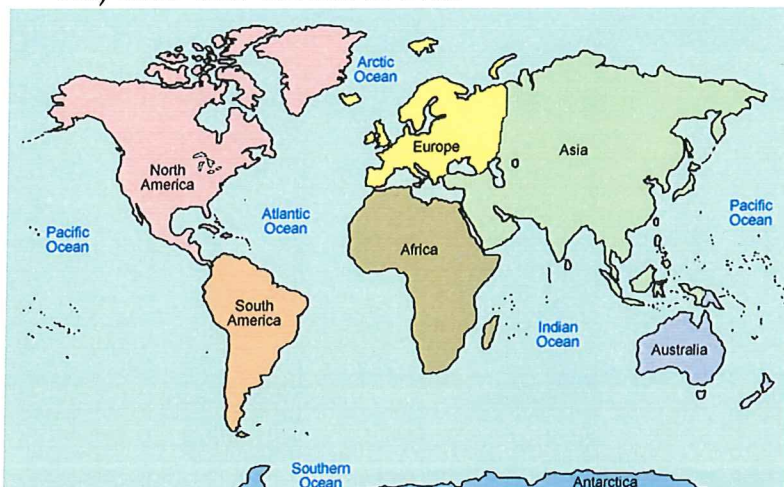 Arctic
Ocean
Europe
Asia
North
America
Atlantic
Ocean
Pacific
Ocean
Pacific
Ocean
Africa
South
America
Indian
Ocean
Australia
Southern
Ocean
Antarctica